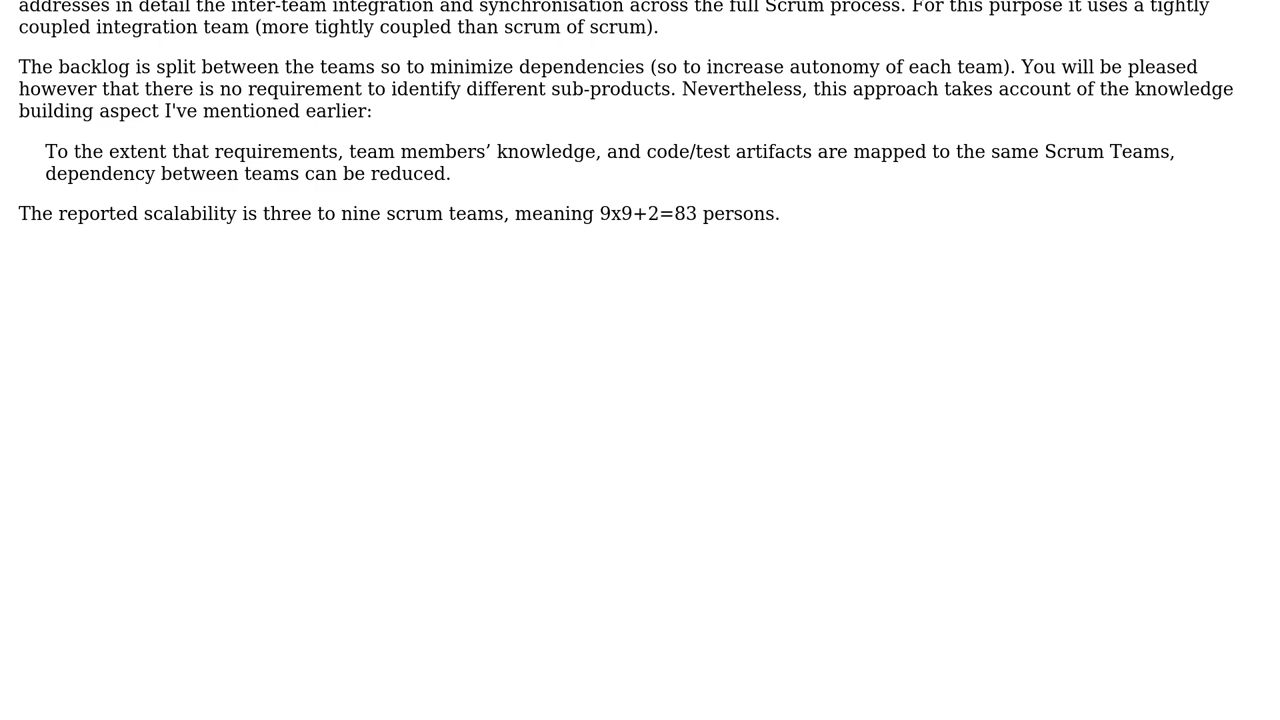 addresses in detail the inter-team integration and synchronisation across the full Scrum process. For this purpose it uses a tightly
coupled integration team (more tightly coupled than scrum of scrum).
The backlog is split between the teams so to minimize dependencies (so to increase autonomy of each team). You will be pleased
however that there is no requirement to identify different sub-products. Nevertheless, this approach takes account of the knowledge
building aspect I've mentioned earlier:
To the extent that requirements, team members’ knowledge, and code/test artifacts are mapped to the same Scrum Teams,
dependency between teams can be reduced.
The reported scalability is three to nine scrum teams, meaning 9x9+2=83 persons.